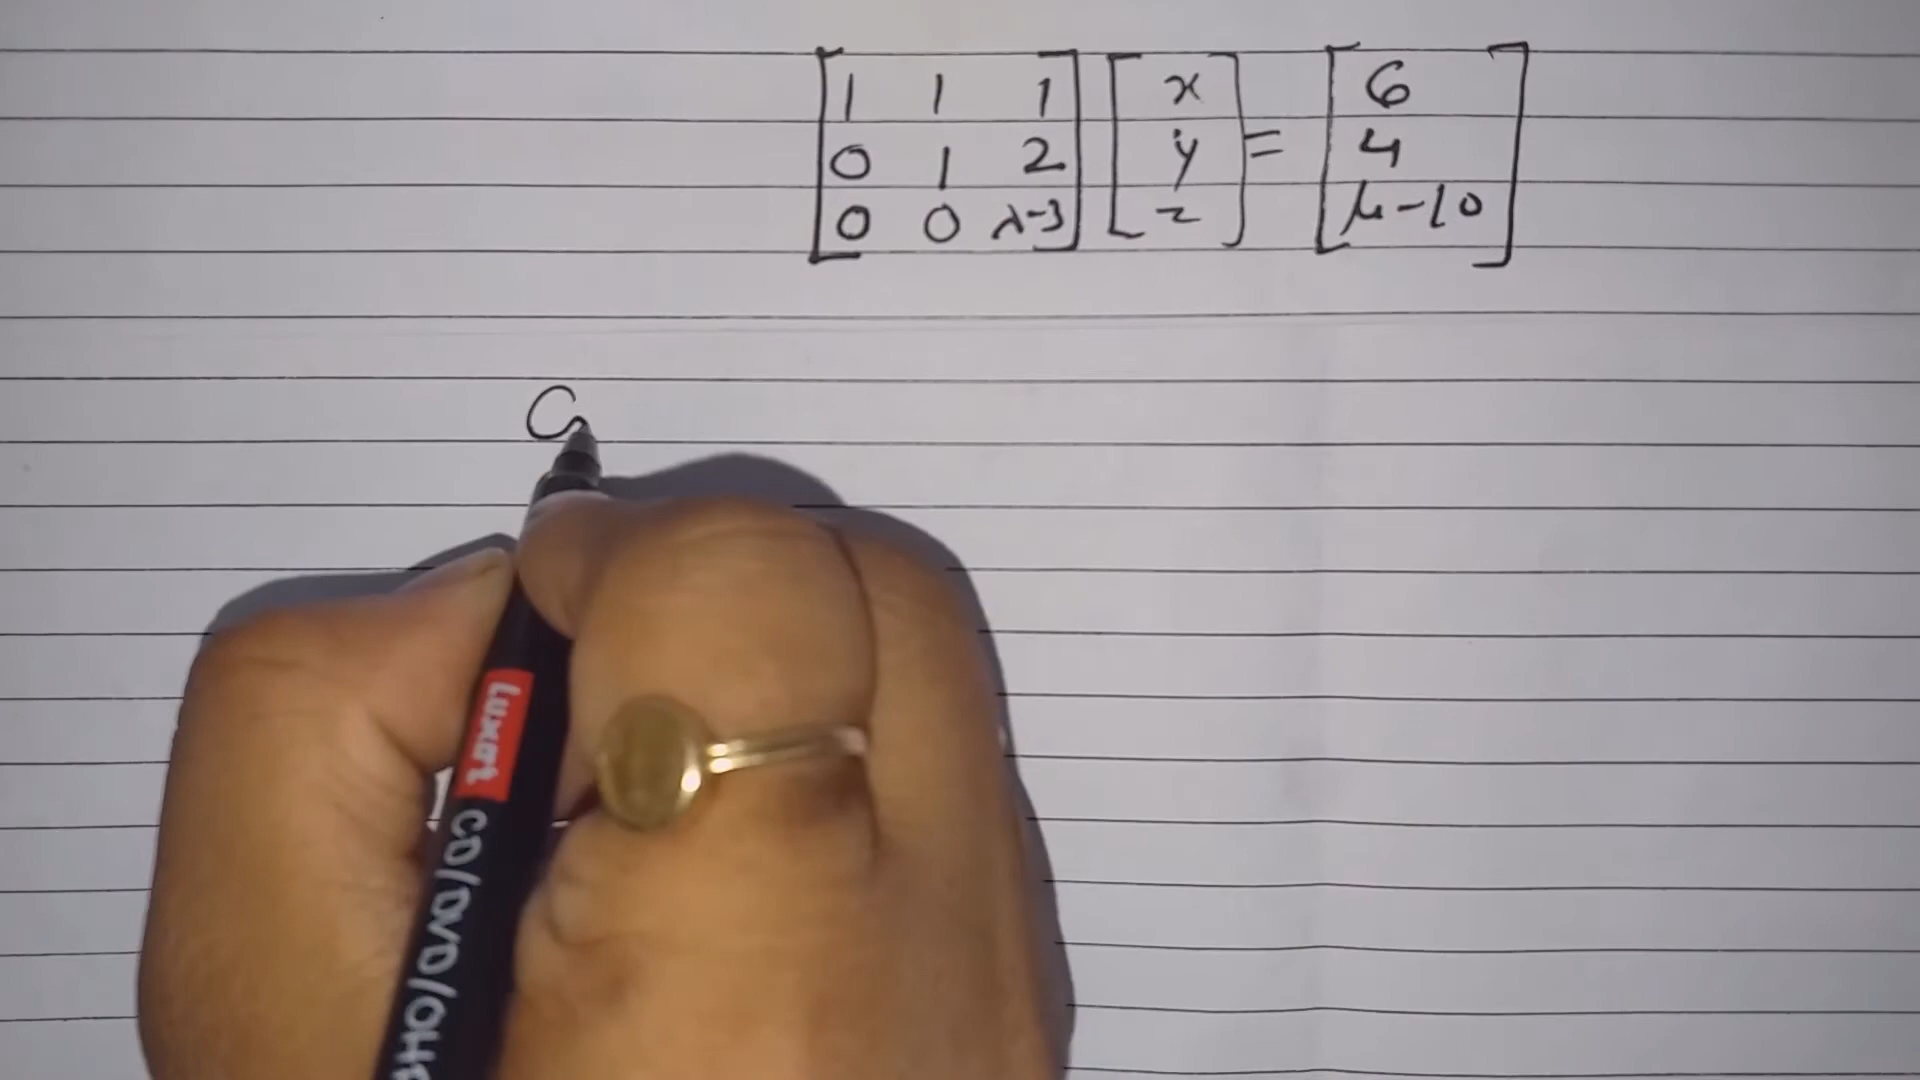 [1 1 1] [x] = [6]
[0 1 2] [y] [4]
[0 0 λ-3] [z] [μ-10]
C
Luxor CD/DVD/OHP